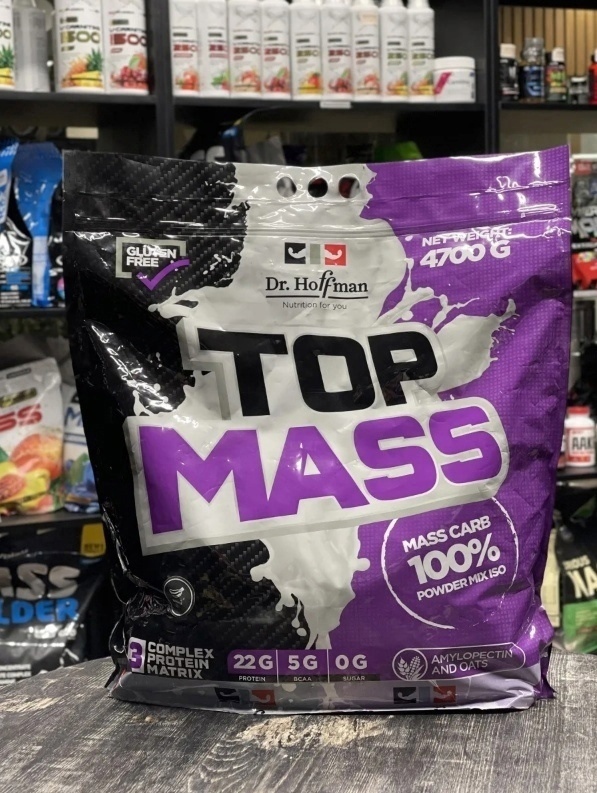 GLUTEN
FREE
Dr. Hoffman
Nutrition for you
NET WEIGHT:
4700 G
TOP
MASS
MASS CARB
100%
POWDER MIX ISO
3 COMPLEX
PROTEIN
MATRIX
22G 5G 0G
PROTEIN BCAA SUGAR
AMYLOPECTIN
AND OATS